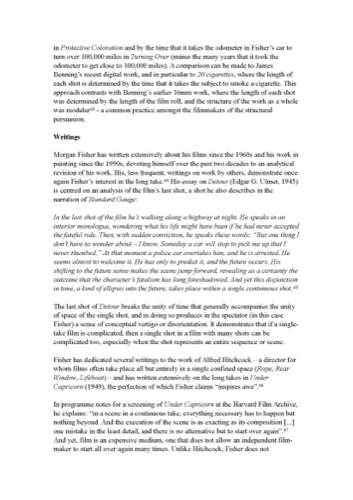 in Protective Coloration and by the time that it takes the odometer in Fisher's car to
turn over 100,000 miles in Turning Over (minus the many years that it took the
odometer to get close to 100,000 miles). A comparison can be made to James
Benning's recent digital work, and in particular to 20 cigarettes, where the length of
each shot is determined by the time that it takes the subject to smoke a cigarette. This
approach contrasts with Benning's earlier 16mm work, where the length of each shot
was determined by the length of the film roll, and the structure of the work as a whole
was modular - a common practice amongst the filmmakers of the structural
persuasion.
Writings
Morgan Fisher has written extensively about his films since the 1960s and his work in
painting since the 1990s, devoting himself over the past two decades to an analytical
revision of his work. His, less frequent, writings on work by others, demonstrate once
again Fisher's interest in the long take. His essay on Detour (Edgar G. Ulmer, 1945)
is centred on an analysis of the film's last shot, a shot he also describes in the
narration of Standard Gauge:
In the last shot of the film he's walking along a highway at night. He speaks in an
interior monologue, wondering what his life might have been if he had never accepted
the fateful ride. Then, with sudden conviction, he speaks these words: "But one thing I
don't have to wonder about – I know. Someday a car will stop to pick me up that I
never thumbed." At that moment a police car overtakes him, and he is arrested. He
seems almost to welcome it. He has only to predict it, and the future occurs. His
shifting to the future sense makes the scene jump forward, revealing as a certainty the
outcome that the character's fatalism has long foreshadowed. And yet this disjunction
in time, a kind of ellipsis into the future, takes place within a single continuous shot.
The last shot of Detour breaks the unity of time that generally accompanies the unity
of space of the single shot, and in doing so produces in the spectator (in this case
Fisher) a sense of conceptual vertigo or disorientation. It demonstrates that if a single-
take film is complicated, then a single shot in a film with many shots can be
complicated too, especially when the shot represents an entire sequence or scene.
Fisher has dedicated several writings to the work of Alfred Hitchcock – a director for
whom films often take place all but entirely in a single confined space (Rope, Rear
Window, Lifeboat) – and has written extensively on the long takes in Under
Capricorn (1949), the perfection of which Fisher claims "inspires awe".
In programme notes for a screening of Under Capricorn at the Harvard Film Archive,
he explains: "in a scene in a continuous take, everything necessary has to happen but
nothing beyond. And the execution of the scene is as exacting as its composition [...]
one mistake in the least detail, and there is no alternative but to start over again".
And yet, film is an expensive medium, one that does not allow an independent film-
maker to start all over again many times. Unlike Hitchcock, Fisher does not